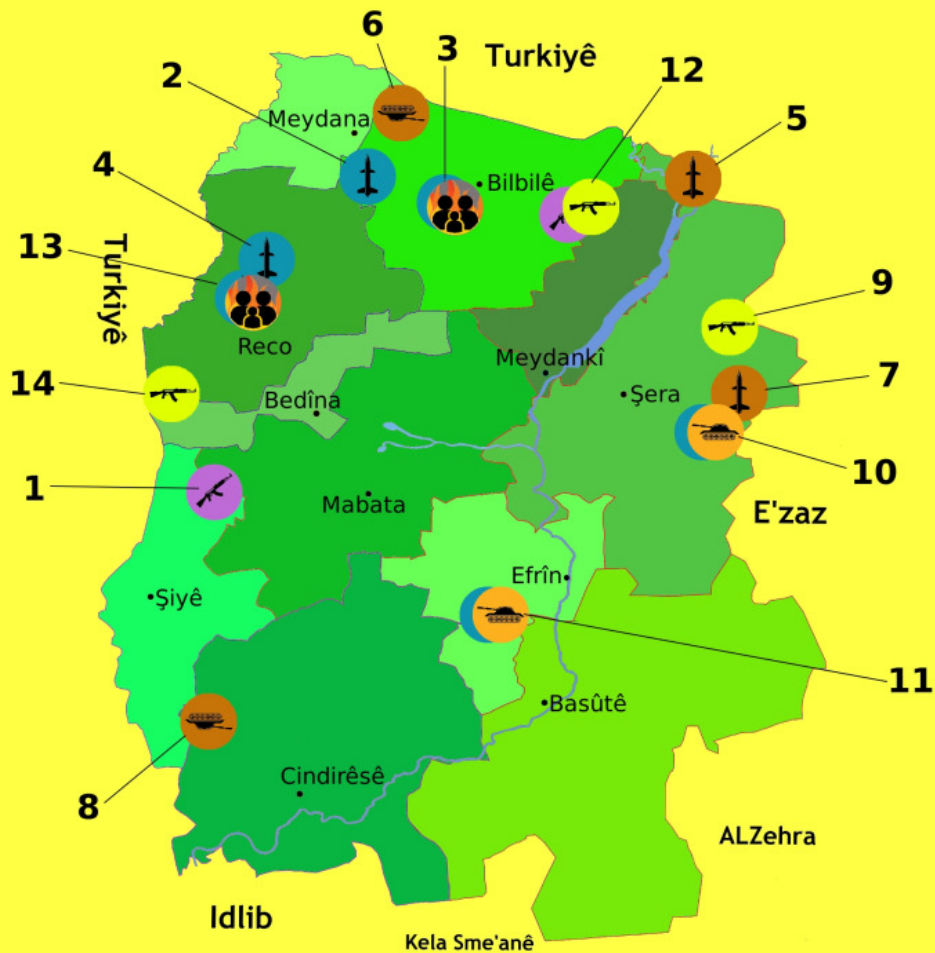 6
3
Turkiyê
2
12
5
Meydana
4
Bilbilê
13
Turkiyê
9
Reco
Meydankî
7
14
Bedîna
Şera
10
1
Mabata
E'zaz
Efrîn
Şiyê
11
Basûtê
8
Cindirêsê
ALZehra
Idlib
Kela Sme'anê